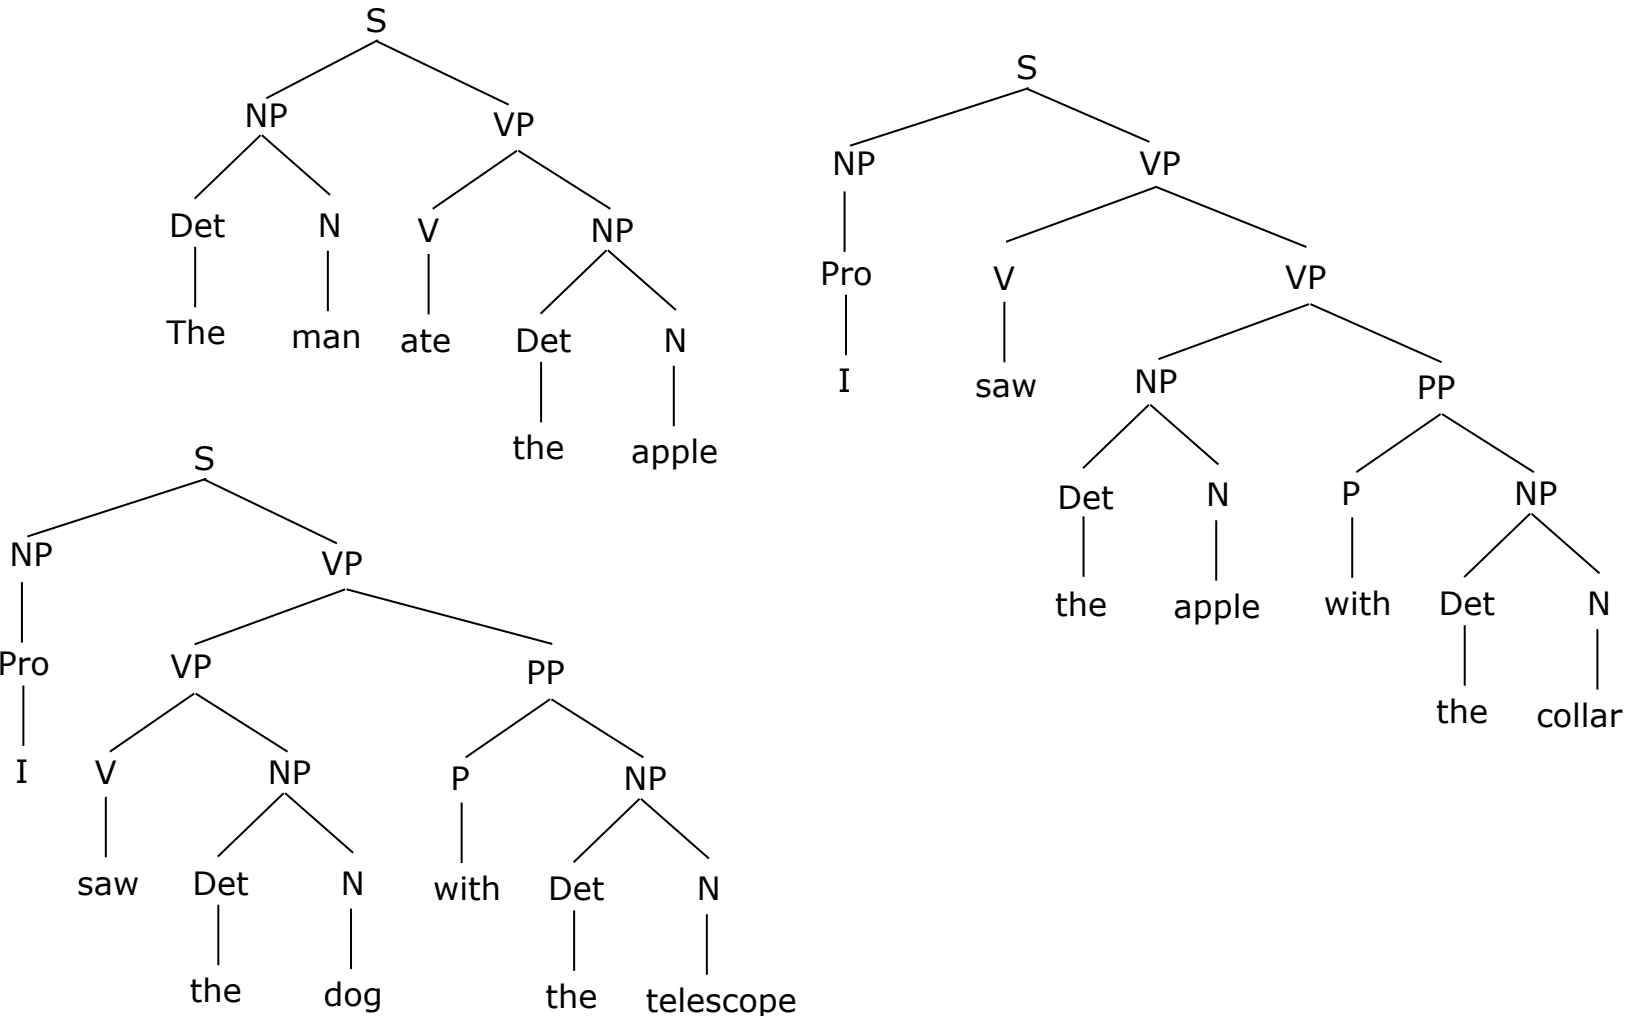 S
NP VP
Det N V NP
The man ate Det N
the apple
S
NP VP
Pro V VP
I saw NP PP
Det N P NP
the apple with Det N
the collar
S
NP VP
Pro VP PP
I V NP P NP
saw Det N with Det N
the dog the telescope